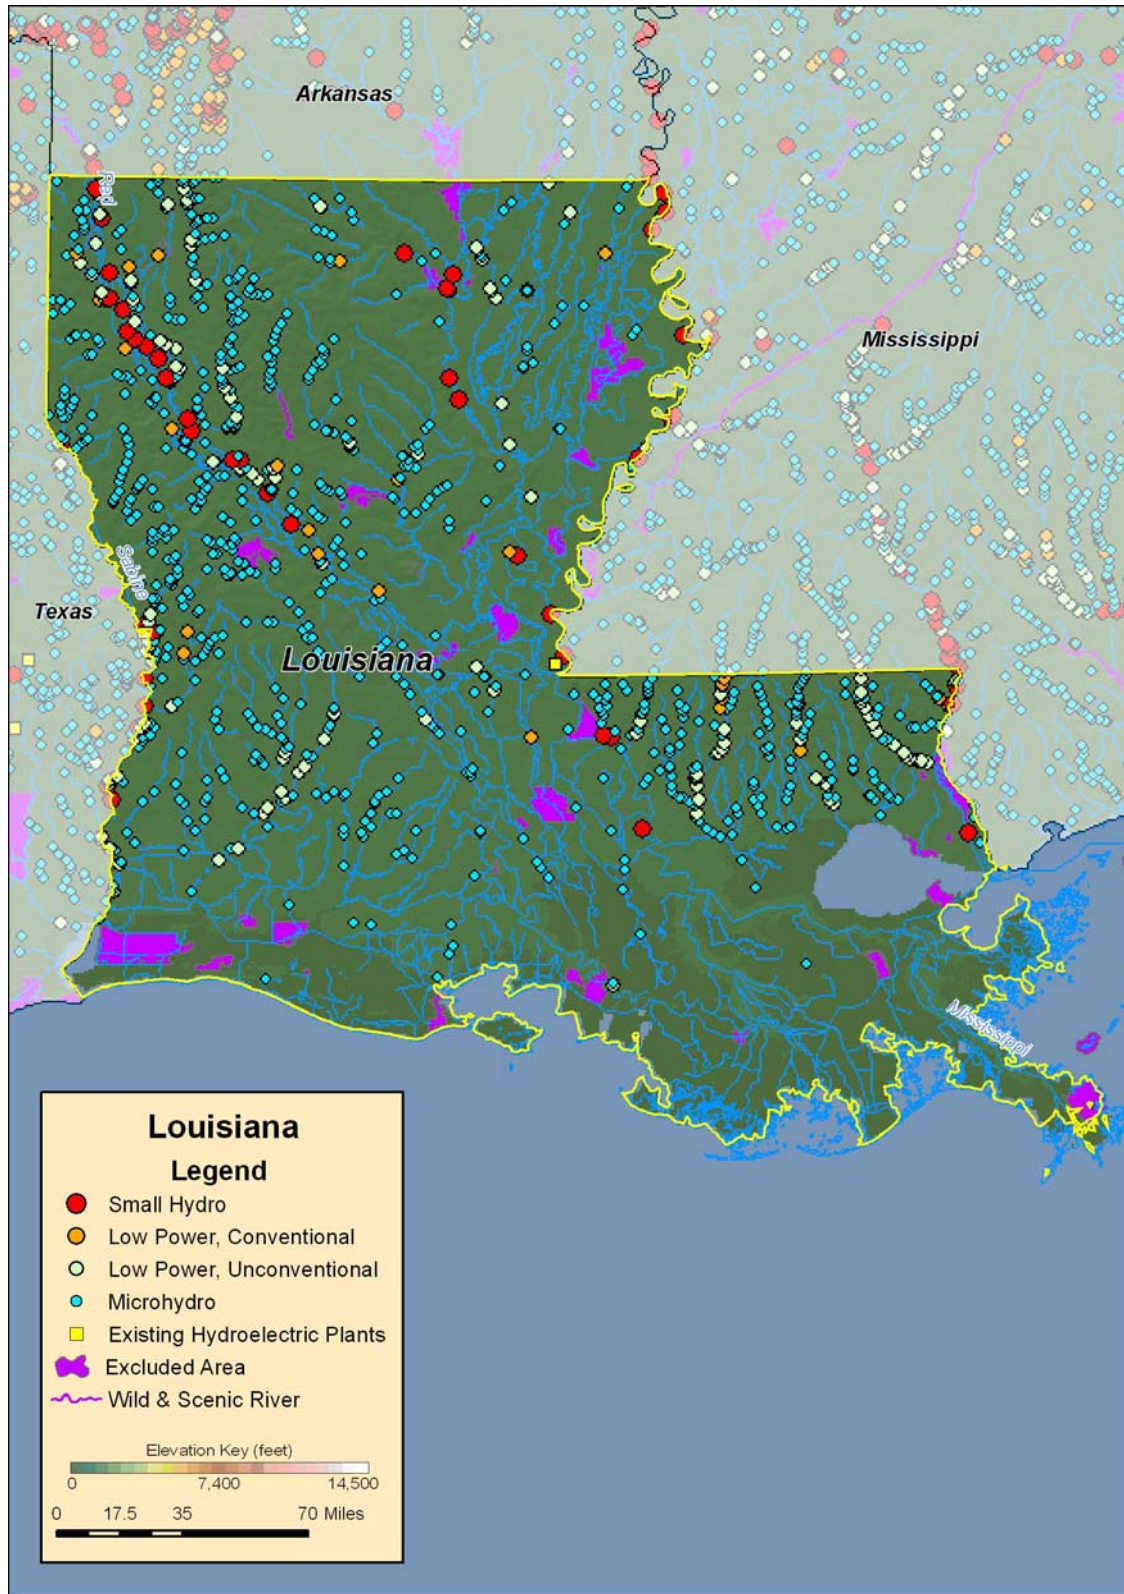 Arkansas
Red
Mississippi
Sabine
Texas
Louisiana
Mississippi
Louisiana
Legend
Small Hydro
Low Power, Conventional
Low Power, Unconventional
Microhydro
Existing Hydroelectric Plants
Excluded Area
Wild & Scenic River
Elevation Key (feet)
0 7,400 14,500
0 17.5 35 70 Miles